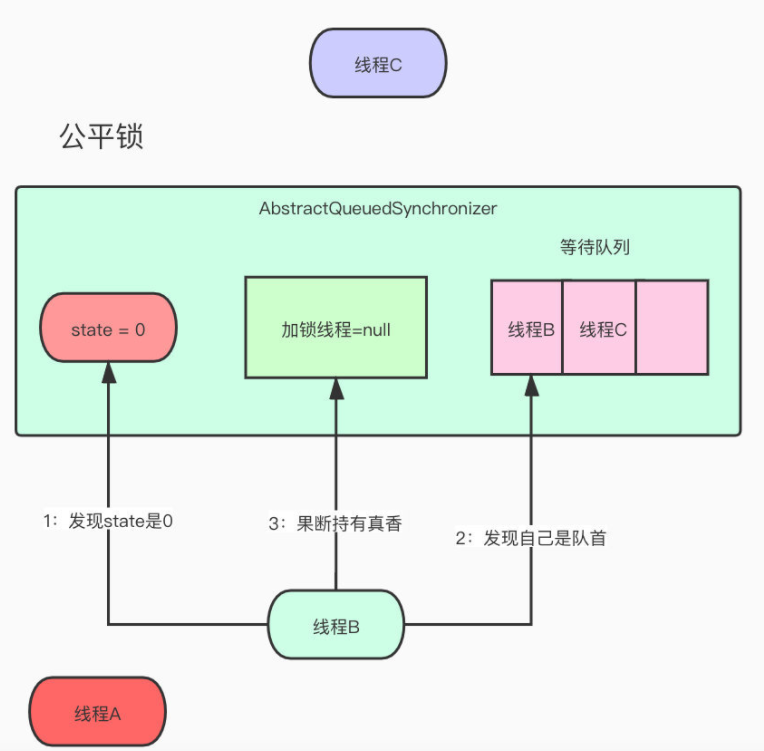 线程C
公平锁
AbstractQueuedSynchronizer
等待队列
state = 0
加锁线程=null
线程B
线程C
1：发现state是0
3：果断持有真香
2：发现自己是队首
线程B
线程A